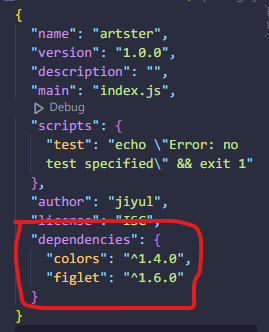 {
"name": "artster",
"version": "1.0.0",
"description": "",
"main": "index.js",
Debug
"scripts": {
"test": "echo \"Error: no
test specified\" && exit 1"
},
"author": "jiyul",
"license": "ISC",
"dependencies": {
"colors": "^1.4.0",
"figlet": "^1.6.0"
}
}